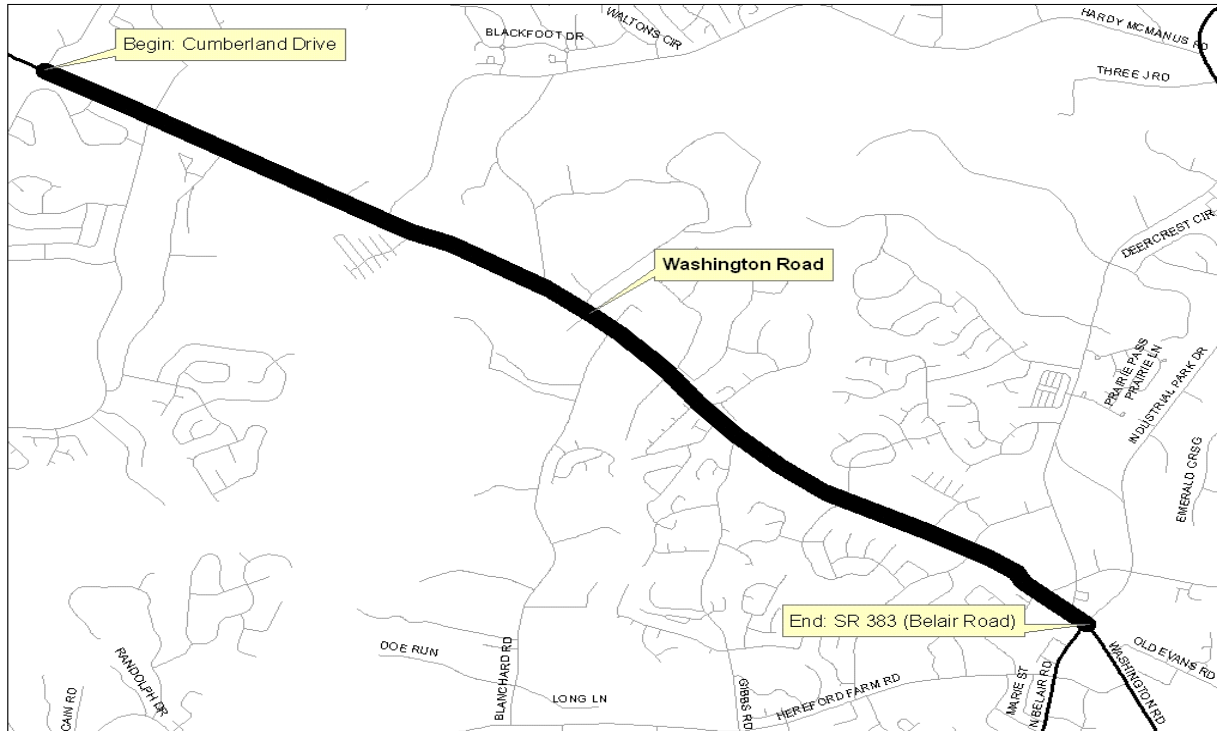 WALTONS CIR
HARDY MCMANUS RD
BLACKFOOT DR
Begin: Cumberland Drive
THREE J RD
DEERCREST CIR
Washington Road
PRAIRIE PASS
PRAIRIE LN
INDUSTRIAL PARK DR
EMERALD CRSG
End: SR 383 (Belair Road)
OLD EVANS RD
WASHINGTON RD
DOE RUN
BLANCHARD RD
RANDOLPH DR
CAIN RD
LONG LN
GIBBS RD
HEREFORD FARM RD
MARIE ST
N BELAIR RD